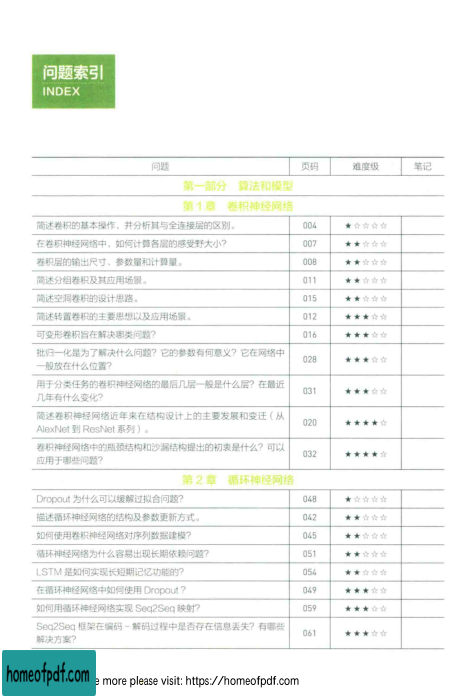 问题索引
INDEX
问题 页码 难度级 笔记
第一部分 算法和模型
第1章 卷积神经网络
简述卷积的基本操作，并分析其与全连接层的区别。 004 ★☆☆☆☆
在卷积神经网络中，如何计算各层的感受野大小？ 007 ★★☆☆☆
卷积层的输出尺寸、参数量和计算量。 008 ★★☆☆☆
简述分组卷积及其应用场景。 011 ★★☆☆☆
简述空洞卷积的设计思路。 015 ★★☆☆☆
简述转置卷积的主要思想以及应用场景。 012 ★★★☆☆
可变形卷积旨在解决哪类问题？ 016 ★★★☆☆
批归一化是为了解决什么问题？它的参数有何意义？它在网络中
一般放在什么位置？ 028 ★★★☆☆
用于分类任务的卷积神经网络的最后几层一般是什么层？在最近
几年有什么变化？ 031 ★★★☆☆
简述卷积神经网络近年来在结构设计上的主要发展和变迁（从
AlexNet 到 ResNet 系列）。 020 ★★★★☆
卷积神经网络中的瓶颈结构和沙漏结构提出的初衷是什么？可以
应用于哪些问题？ 032 ★★★★☆
第2章 循环神经网络
Dropout 为什么可以缓解过拟合问题？ 048 ★☆☆☆☆
描述循环神经网络的结构及参数更新方式。 042 ★★☆☆☆
如何使用卷积神经网络对序列数据建模？ 045 ★★☆☆☆
循环神经网络为什么容易出现长期依赖问题？ 051 ★★☆☆☆
LSTM 是如何实现长短期记忆功能的？ 054 ★★☆☆☆
在循环神经网络中如何使用 Dropout？ 049 ★★★☆☆
如何用循环神经网络实现 Seq2Seq 映射？ 059 ★★★☆☆
Seq2Seq 框架在编码－解码过程中是否存在信息丢失？有哪些
解决方案？ 061 ★★★☆☆
homeofpdf.com
e more please visit: https://homeofpdf.com